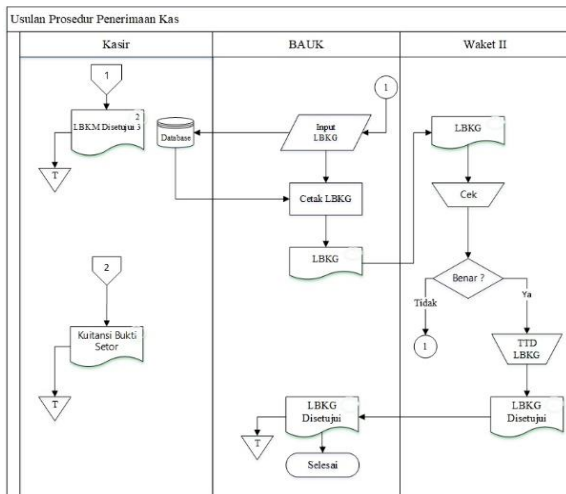 Usulan Prosedur Penerimaan Kas
Kasir
BAUK
Waket II
1
2
LBKM Disetujui 3
T
Database
1
Input
LBKG
Cetak LBKG
LBKG
LBKG
Cek
Benar ?
Tidak
Ya
1
TTD
LBKG
2
Kuitansi Bukti
Setor
T
LBKG
Disetujui
T
Selesai
LBKG
Disetujui